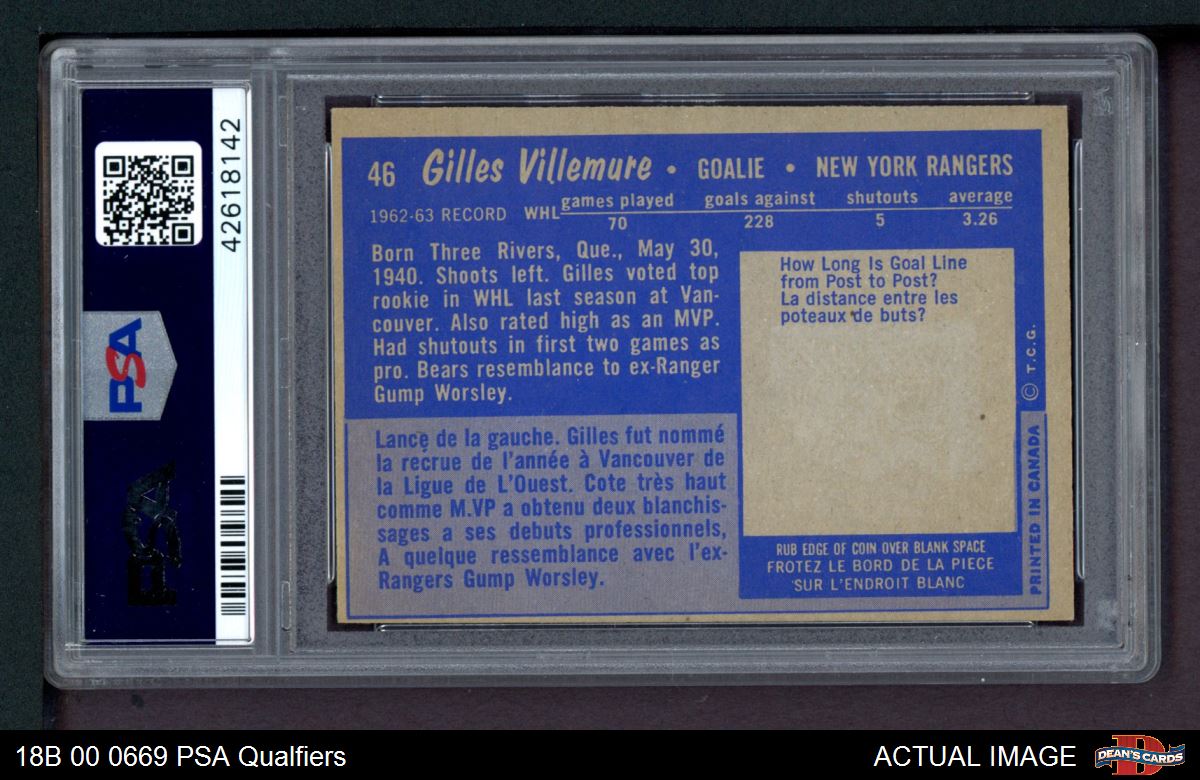 42618142
PSA
PSA
46 Gilles Villemure • GOALIE • NEW YORK RANGERS
games played goals against shutouts average
1962-63 RECORD WHL 70 228 5 3.26
Born Three Rivers, Que., May 30,
1940. Shoots left. Gilles voted top
rookie in WHL last season at Van-
couver. Also rated high as an MVP.
Had shutouts in first two games as
pro. Bears resemblance to ex-Ranger
Gump Worsley.
Lance de la gauche. Gilles fut nommé
la recrue de l'année à Vancouver de
la Ligue de L'Ouest. Cote très haut
comme M.VP a obtenu deux blanchis-
sages a ses debuts professionnels,
A quelque ressemblance avec l'ex-
Rangers Gump Worsley.
How Long Is Goal Line
from Post to Post?
La distance entre les
poteaux de buts?
RUB EDGE OF COIN OVER BLANK SPACE
FROTEZ LE BORD DE LA PIECE
SUR L'ENDROIT BLANC
PRINTED IN CANADA © T.C.G.
18B 00 0669 PSA Qualfiers
ACTUAL IMAGE
D
DEAN'S CARDS